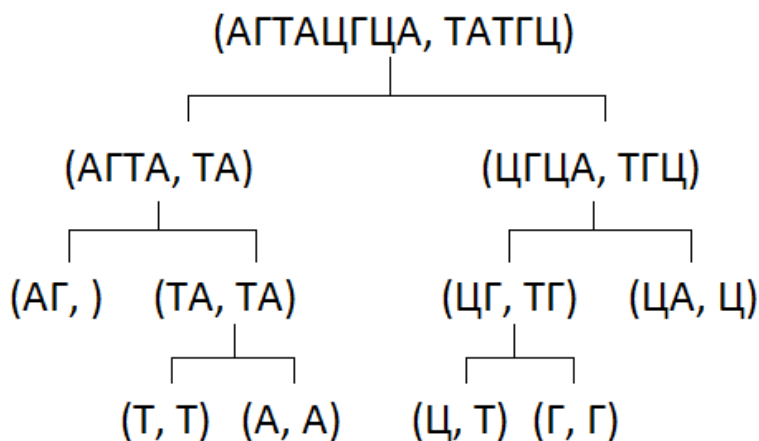 (АГТАЦГЦА, ТАТГЦ)
(АГТА, ТА) (ЦГЦА, ТГЦ)
(АГ, ) (ТА, ТА) (ЦГ, ТГ) (ЦА, Ц)
(Т, Т) (А, А) (Ц, Т) (Г, Г)